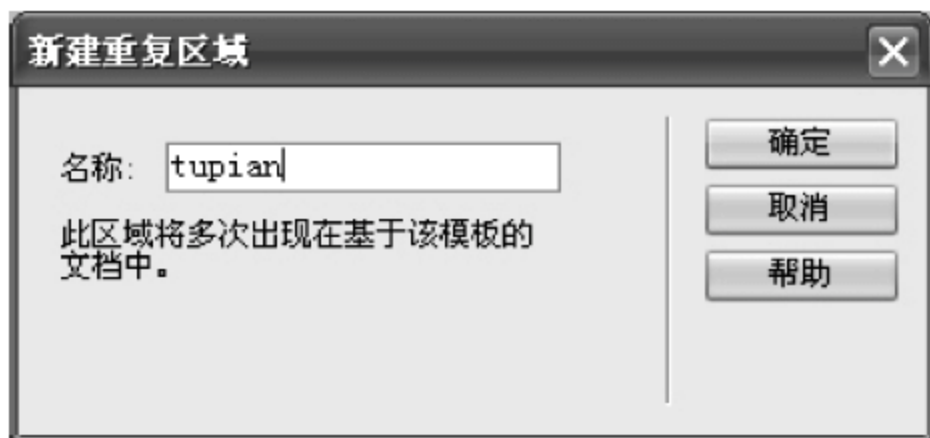 新建重复区域
名称: tupian
此区域将多次出现在基于该模板的
文档中。
确定
取消
帮助